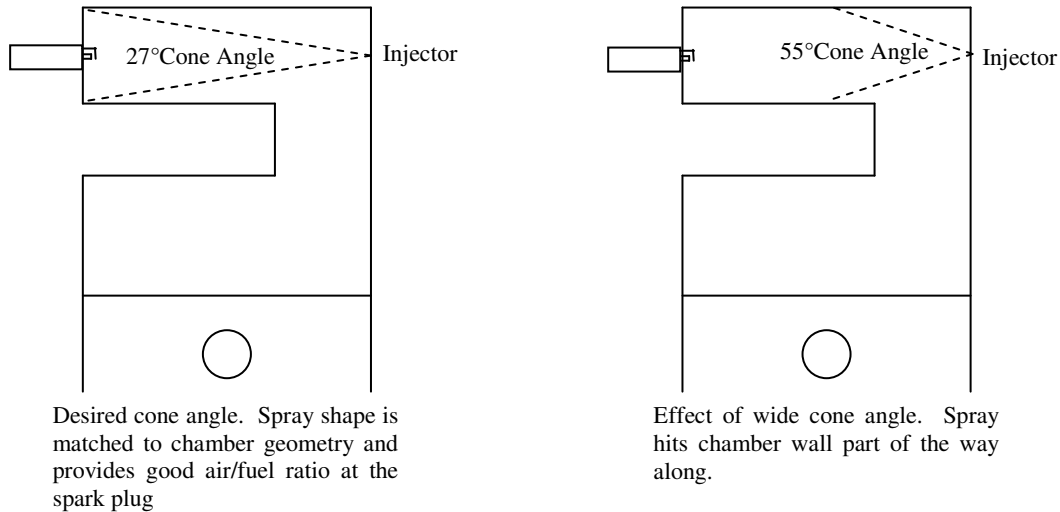 27°Cone Angle
Injector
55°Cone Angle
Injector
Desired cone angle. Spray shape is
matched to chamber geometry and
provides good air/fuel ratio at the
spark plug
Effect of wide cone angle. Spray
hits chamber wall part of the way
along.